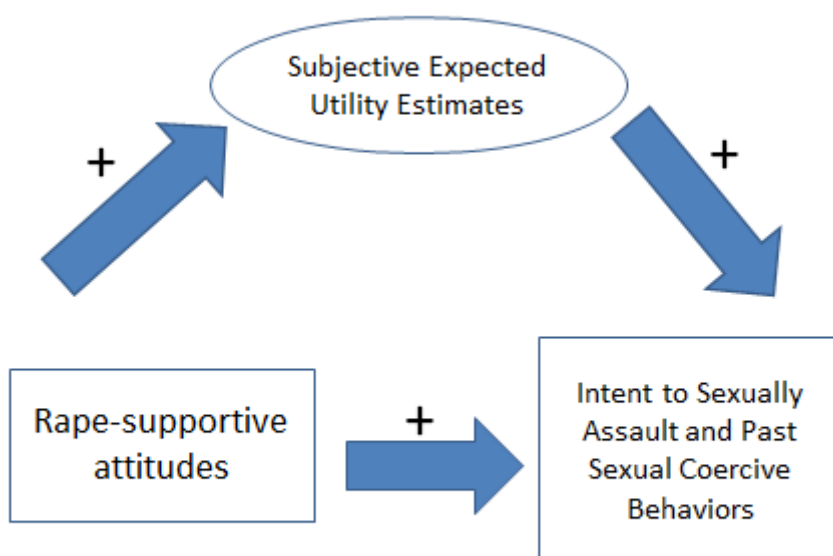 Subjective Expected
Utility Estimates
+
+
Rape-supportive
attitudes
+
Intent to Sexually
Assault and Past
Sexual Coercive
Behaviors